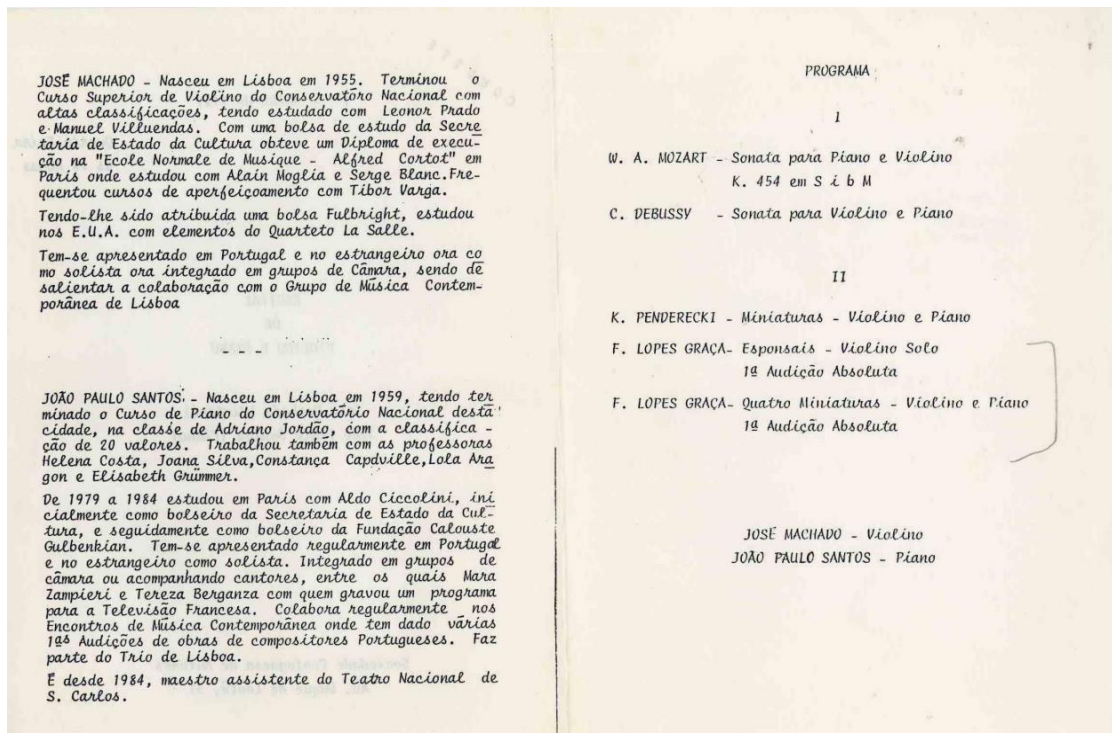 JOSÉ MACHADO - Nasceu em Lisboa em 1955. Terminou o
Curso Superior de Violino do Conservatóro Nacional com
altas classificações, tendo estudado com Leonor Prado
e Manuel Villuendas. Com uma bolsa de estudo da Secre
taria de Estado da Cultura obteve um Diploma de execu-
ção na "Ecole Normale de Musique - Alfred Cortot" em
Paris onde estudou com Alain Moglia e Serge Blanc.Fre-
quentou cursos de aperfeiçoamento com Tibor Varga.
Tendo-lhe sido atribuida uma bolsa Fulbright, estudou
nos E.U.A. com elementos do Quarteto La Salle.
Tem-se apresentado em Portugal e no estrangeiro ora co
mo solista ora integrado em grupos de Câmara, sendo de
salientar a colaboração com o Grupo de Música Contem-
porânea de Lisboa
- - -
JOÃO PAULO SANTOS - Nasceu em Lisboa em 1959, tendo ter
minado o Curso de Piano do Conservatório Nacional desta
cidade, na classe de Adriano Jordão, com a classifica -
ção de 20 valores. Trabalhou também com as professoras
Helena Costa, Joana Silva,Constança Capdville,Lola Ara
gon e Elisabeth Grümmer.
De 1979 a 1984 estudou em Paris com Aldo Ciccolini, ini
cialmente como bolseiro da Secretaria de Estado da Cul-
tura, e seguidamente como bolseiro da Fundação Calouste
Gulbenkian. Tem-se apresentado regularmente em Portugal
e no estrangeiro como solista. Integrado em grupos de
câmara ou acompanhando cantores, entre os quais Mara
Zampieri e Tereza Berganza com quem gravou um programa
para a Televisão Francesa. Colabora regularmente nos
Encontros de Música Contemporânea onde tem dado várias
1ªs Audições de obras de compositores Portugueses. Faz
parte do Trio de Lisboa.
É desde 1984, maestro assistente do Teatro Nacional de
S. Carlos.
PROGRAMA
I
W. A. MOZART - Sonata para Piano e Violino
K. 454 em S i b M
C. DEBUSSY - Sonata para Violino e Piano
II
K. PENDERECKI - Miniaturas - Violino e Piano
F. LOPES GRAÇA- Esponsais - Violino Solo
1ª Audição Absoluta
F. LOPES GRAÇA- Quatro Miniaturas - Violino e Piano
1ª Audição Absoluta
JOSÉ MACHADO - Violino
JOÃO PAULO SANTOS - Piano